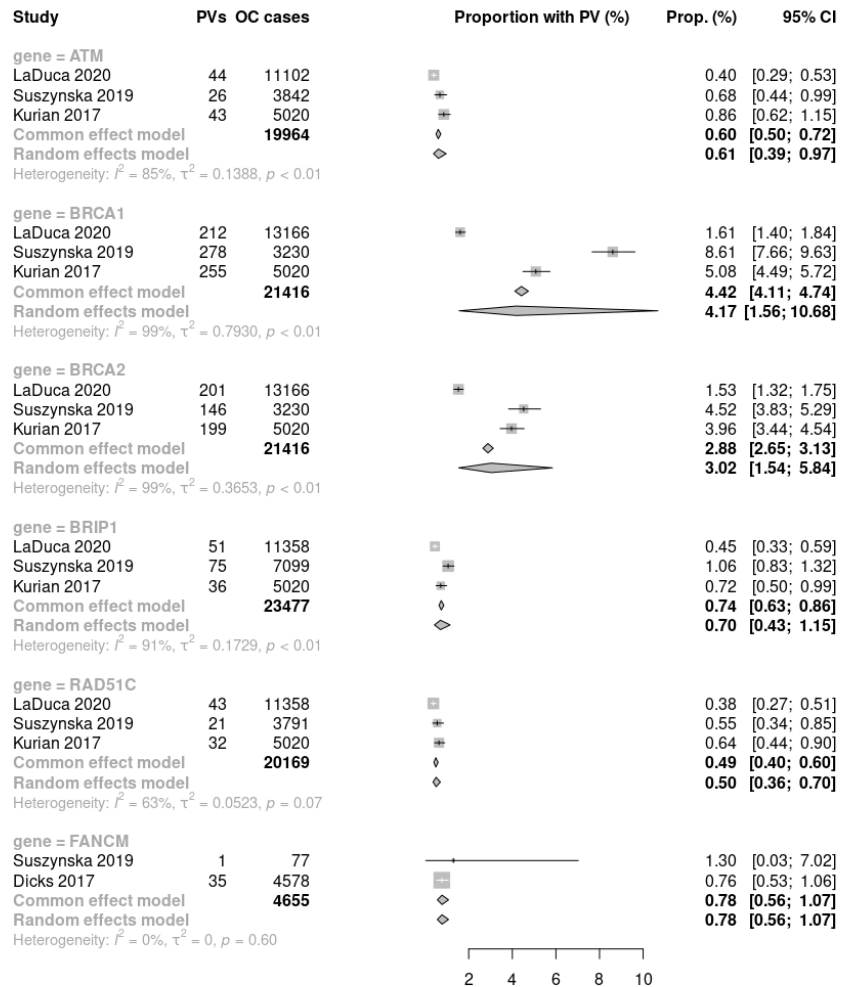 Study PVs OC cases Proportion with PV (%) Prop. (%) 95% CI
gene = ATM
LaDuca 2020 44 11102 0.40 [0.29; 0.53]
Suszynska 2019 26 3842 0.68 [0.44; 0.99]
Kurian 2017 43 5020 0.86 [0.62; 1.15]
Common effect model 19964 0.60 [0.50; 0.72]
Random effects model 0.61 [0.39; 0.97]
Heterogeneity: I² = 85%, τ² = 0.1388, p < 0.01
gene = BRCA1
LaDuca 2020 212 13166 1.61 [1.40; 1.84]
Suszynska 2019 278 3230 8.61 [7.66; 9.63]
Kurian 2017 255 5020 5.08 [4.49; 5.72]
Common effect model 21416 4.42 [4.11; 4.74]
Random effects model 4.17 [1.56; 10.68]
Heterogeneity: I² = 99%, τ² = 0.7930, p < 0.01
gene = BRCA2
LaDuca 2020 201 13166 1.53 [1.32; 1.75]
Suszynska 2019 146 3230 4.52 [3.83; 5.29]
Kurian 2017 199 5020 3.96 [3.44; 4.54]
Common effect model 21416 2.88 [2.65; 3.13]
Random effects model 3.02 [1.54; 5.84]
Heterogeneity: I² = 99%, τ² = 0.3653, p < 0.01
gene = BRIP1
LaDuca 2020 51 11358 0.45 [0.33; 0.59]
Suszynska 2019 75 7099 1.06 [0.83; 1.32]
Kurian 2017 36 5020 0.72 [0.50; 0.99]
Common effect model 23477 0.74 [0.63; 0.86]
Random effects model 0.70 [0.43; 1.15]
Heterogeneity: I² = 91%, τ² = 0.1729, p < 0.01
gene = RAD51C
LaDuca 2020 43 11358 0.38 [0.27; 0.51]
Suszynska 2019 21 3791 0.55 [0.34; 0.85]
Kurian 2017 32 5020 0.64 [0.44; 0.90]
Common effect model 20169 0.49 [0.40; 0.60]
Random effects model 0.50 [0.36; 0.70]
Heterogeneity: I² = 63%, τ² = 0.0523, p = 0.07
gene = FANCM
Suszynska 2019 1 77 1.30 [0.03; 7.02]
Dicks 2017 35 4578 0.76 [0.53; 1.06]
Common effect model 4655 0.78 [0.56; 1.07]
Random effects model 0.78 [0.56; 1.07]
Heterogeneity: I² = 0%, τ² = 0, p = 0.60
2 4 6 8 10